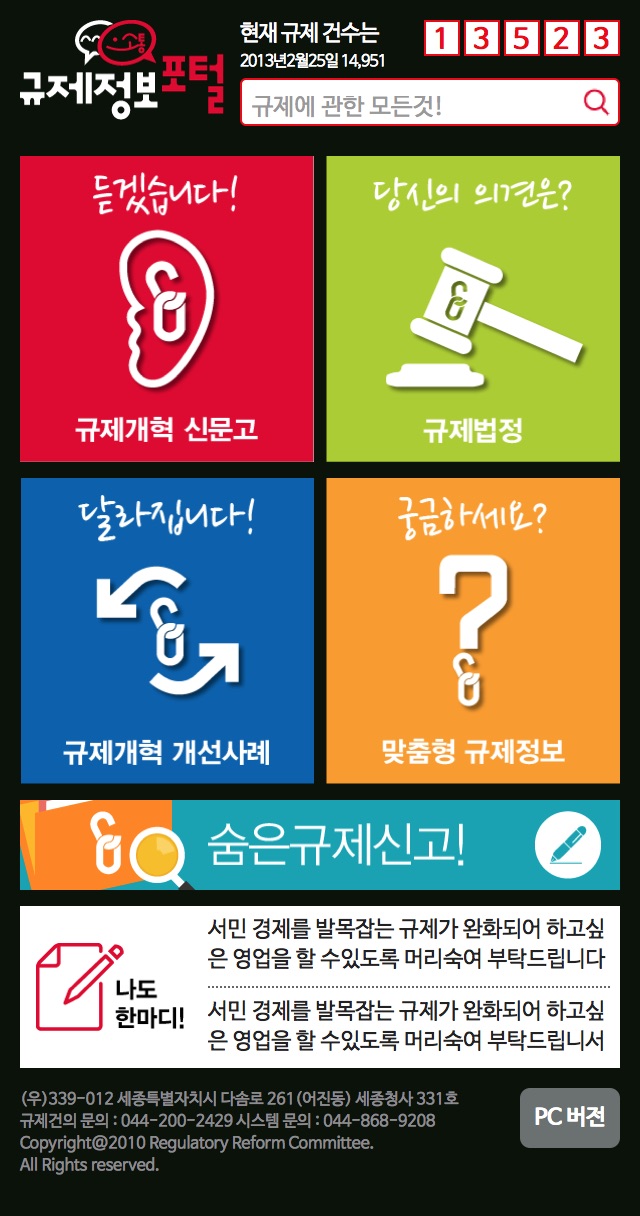 규제정보포털
현재 규제 건수는
13523
2013년2월25일 14,951
규제에 관한 모든것!
듣겠습니다!
규제개혁 신문고
당신의 의견은?
규제법정
달라집니다!
규제개혁 개선사례
궁금하세요?
맞춤형 규제정보
숨은규제신고!
나도
한마디!
서민 경제를 발목잡는 규제가 완화되어 하고싶
은 영업을 할 수있도록 머리숙여 부탁드립니다
서민 경제를 발목잡는 규제가 완화되어 하고싶
은 영업을 할 수있도록 머리숙여 부탁드립니서
(우)339-012 세종특별자치시 다솜로 261(어진동) 세종청사 331호
규제건의 문의 : 044-200-2429 시스템 문의 : 044-868-9208
Copyright@2010 Regulatory Reform Committee.
All Rights reserved.
PC 버전